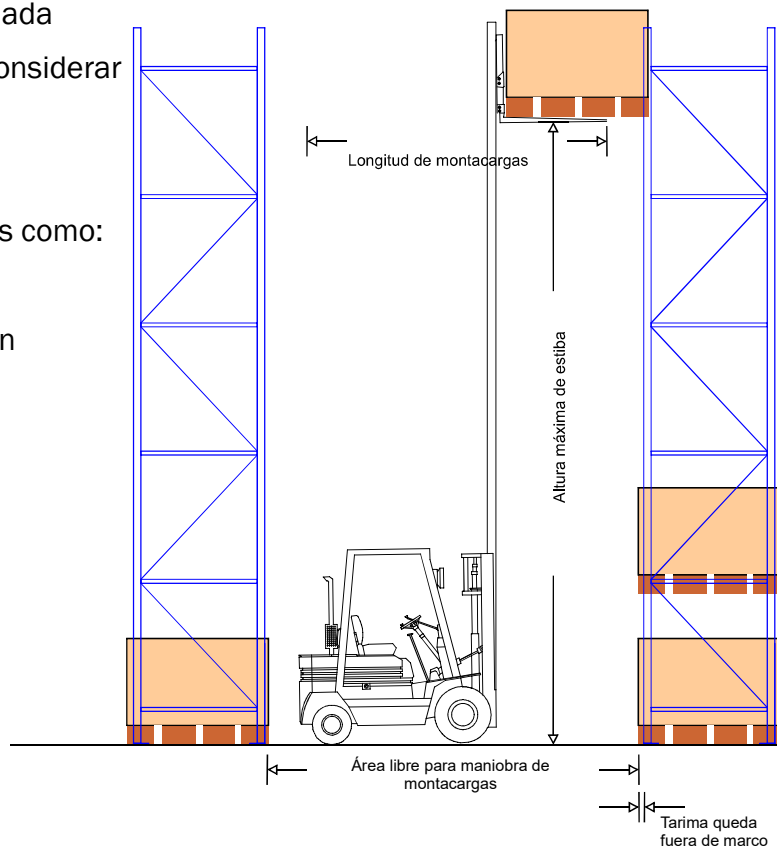 ada
onsiderar
s como:
n
Longitud de montacargas
Altura máxima de estiba
Área libre para maniobra de
montacargas
Tarima queda
fuera de marco